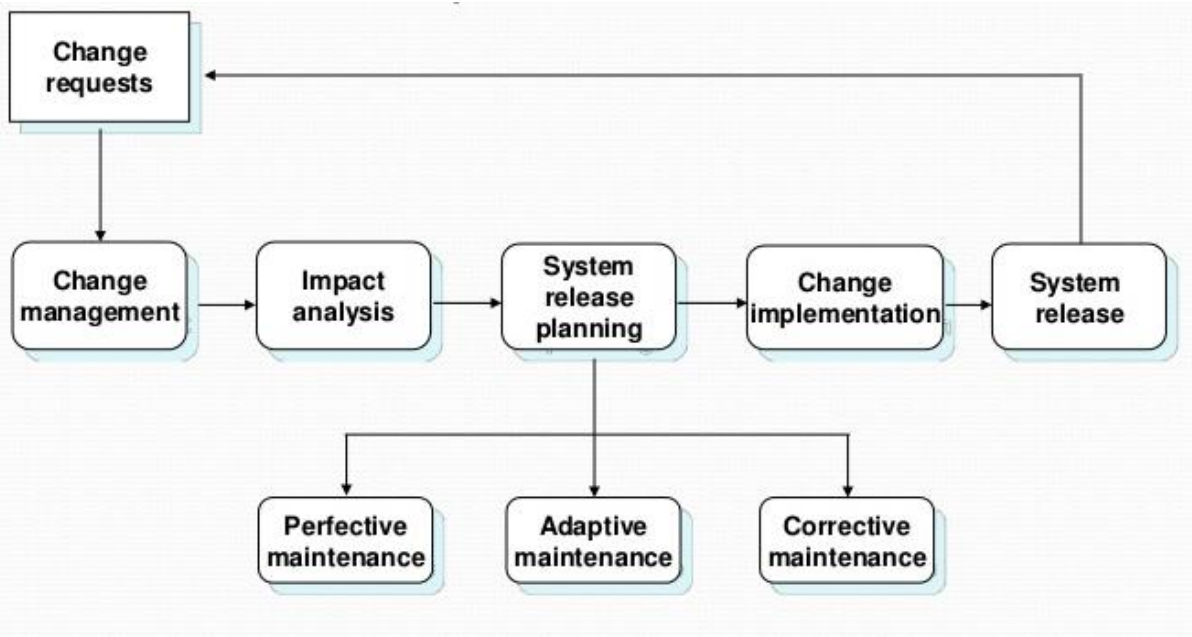 Change
requests
Change
management
Impact
analysis
System
release
planning
Change
implementation
System
release
Perfective
maintenance
Adaptive
maintenance
Corrective
maintenance